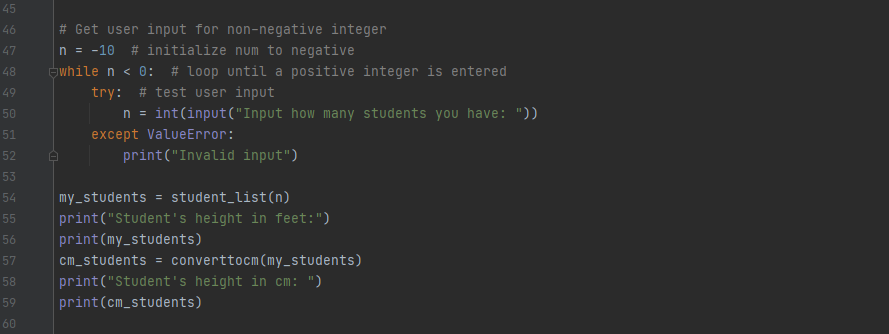 45
46 # Get user input for non-negative integer
47 n = -10  # initialize num to negative
48 while n < 0:  # loop until a positive integer is entered
49     try:  # test user input
50         n = int(input("Input how many students you have: "))
51     except ValueError:
52         print("Invalid input")
53
54 my_students = student_list(n)
55 print("Student's height in feet:")
56 print(my_students)
57 cm_students = converttocm(my_students)
58 print("Student's height in cm: ")
59 print(cm_students)
60